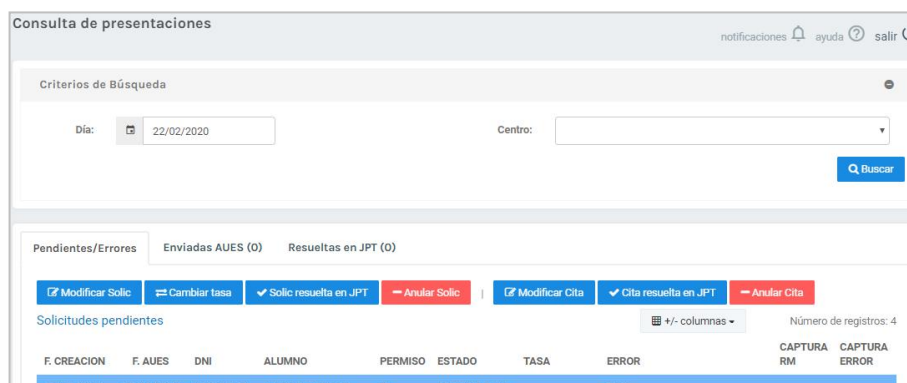 Consulta de presentaciones
notificaciones ayuda salir
Criterios de Búsqueda
Día: 22/02/2020 Centro:
Buscar
Pendientes/Errores Enviadas AUES (0) Resueltas en JPT (0)
Modificar Solic Cambiar tasa Solic resuelta en JPT Anular Solic | Modificar Cita Cita resuelta en JPT Anular Cita
Solicitudes pendientes +/- columnas Número de registros: 4
F. CREACION F. AUES DNI ALUMNO PERMISO ESTADO TASA ERROR CAPTURA RM CAPTURA ERROR